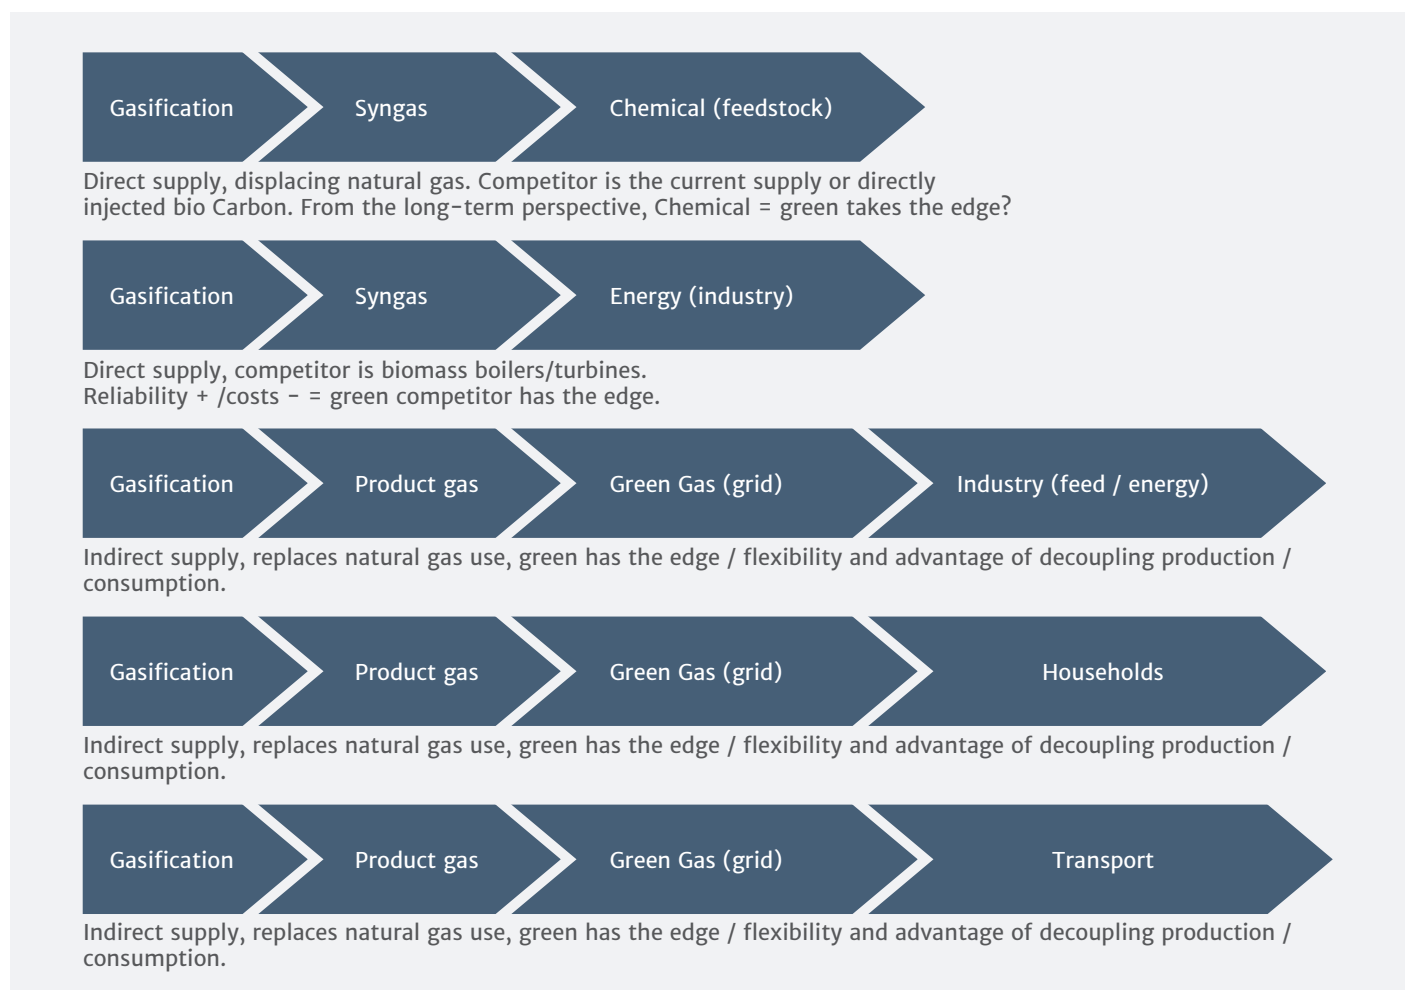 Gasification Syngas Chemical (feedstock)
Direct supply, displacing natural gas. Competitor is the current supply or directly
injected bio Carbon. From the long-term perspective, Chemical = green takes the edge?
Gasification Syngas Energy (industry)
Direct supply, competitor is biomass boilers/turbines.
Reliability + /costs - = green competitor has the edge.
Gasification Product gas Green Gas (grid) Industry (feed / energy)
Indirect supply, replaces natural gas use, green has the edge / flexibility and advantage of decoupling production /
consumption.
Gasification Product gas Green Gas (grid) Households
Indirect supply, replaces natural gas use, green has the edge / flexibility and advantage of decoupling production /
consumption.
Gasification Product gas Green Gas (grid) Transport
Indirect supply, replaces natural gas use, green has the edge / flexibility and advantage of decoupling production /
consumption.